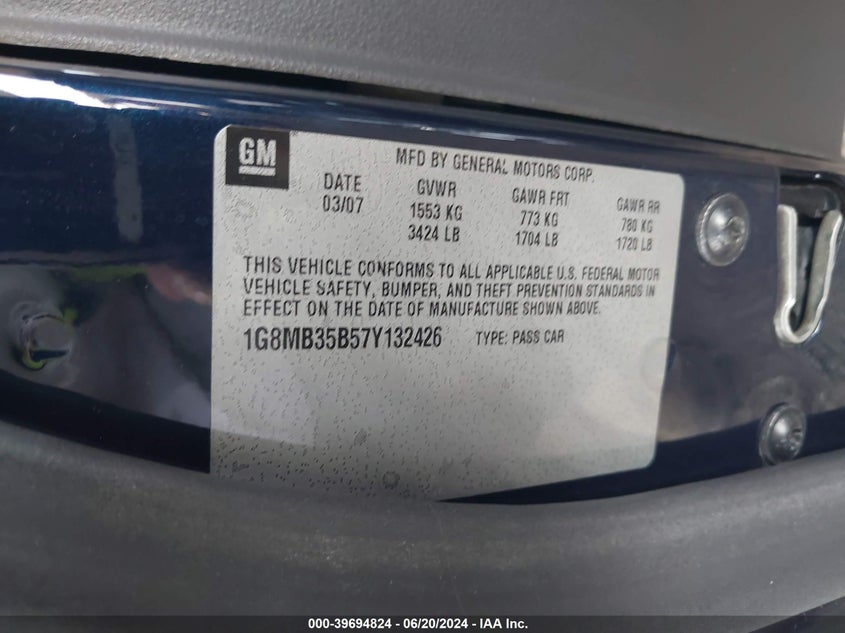 GM
MFD BY GENERAL MOTORS CORP.
DATE GVWR GAWR FRT GAWR RR
03/07 1553 KG 773 KG 780 KG
3424 LB 1704 LB 1720 LB
THIS VEHICLE CONFORMS TO ALL APPLICABLE U.S. FEDERAL MOTOR
VEHICLE SAFETY, BUMPER, AND THEFT PREVENTION STANDARDS IN
EFFECT ON THE DATE OF MANUFACTURE SHOWN ABOVE.
1G8MB35B57Y132426 TYPE: PASS CAR
000-39694824 - 06/20/2024 - IAA Inc.